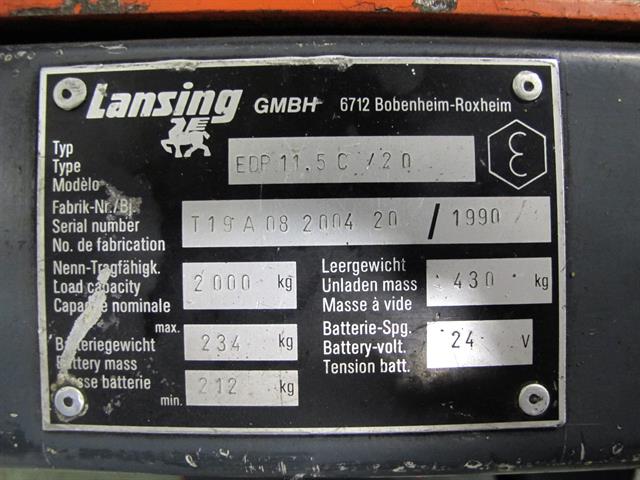 Lansing GMBH 6712 Bobenheim-Roxheim
Typ
Type
Modèlo
EDP 11.5 C /20
Fabrik-Nr./Bj.
Serial number
No. de fabrication
T19 A 08 2004 20 / 1990
Nenn-Tragfähigk.
Load capacity
Capacité nominale
2000 kg
Leergewicht
Unladen mass
Masse à vide
430 kg
Batteriegewicht
Battery mass
Masse batterie
max. 234 kg
min. 212 kg
Batterie-Spg.
Battery-volt.
Tension batt.
24 V